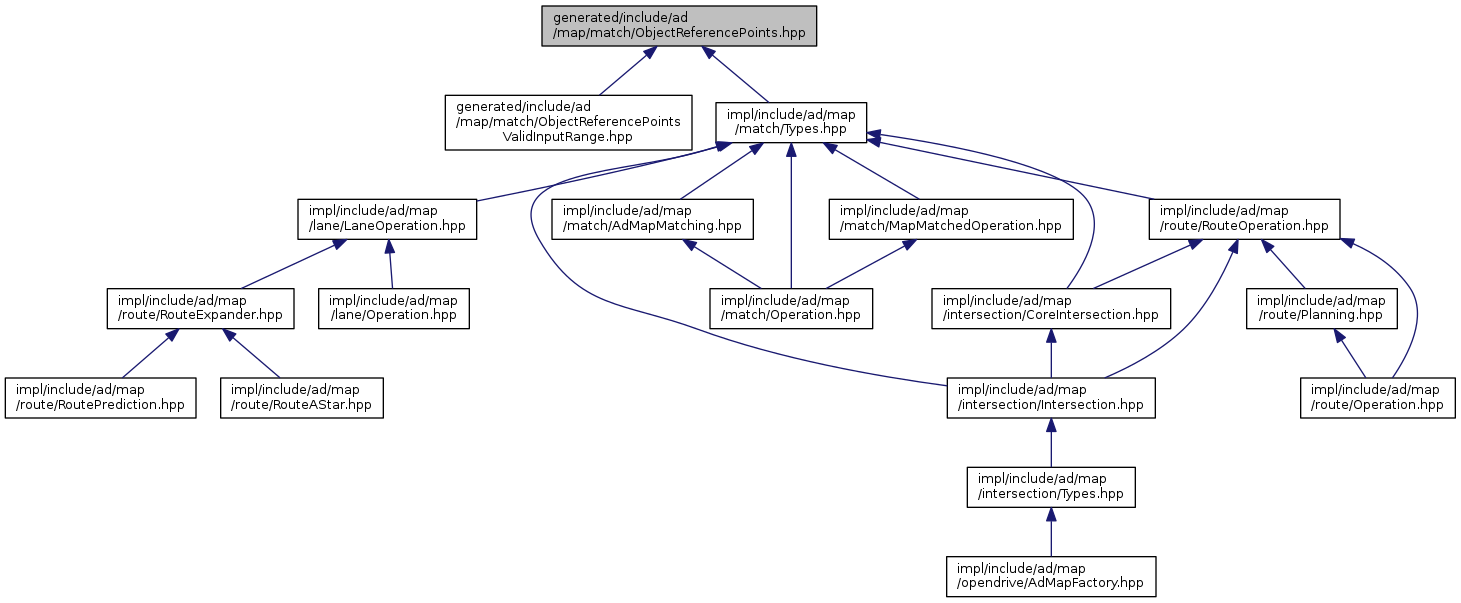 generated/include/ad
/map/match/ObjectReferencePoints.hpp
generated/include/ad
/map/match/ObjectReferencePoints
ValidInputRange.hpp
impl/include/ad/map
/match/Types.hpp
impl/include/ad/map
/lane/LaneOperation.hpp
impl/include/ad/map
/match/AdMapMatching.hpp
impl/include/ad/map
/match/MapMatchedOperation.hpp
impl/include/ad/map
/route/RouteOperation.hpp
impl/include/ad/map
/route/RouteExpander.hpp
impl/include/ad/map
/lane/Operation.hpp
impl/include/ad/map
/match/Operation.hpp
impl/include/ad/map
/intersection/CoreIntersection.hpp
impl/include/ad/map
/route/Planning.hpp
impl/include/ad/map
/route/RoutePrediction.hpp
impl/include/ad/map
/route/RouteAStar.hpp
impl/include/ad/map
/intersection/Intersection.hpp
impl/include/ad/map
/route/Operation.hpp
impl/include/ad/map
/intersection/Types.hpp
impl/include/ad/map
/opendrive/AdMapFactory.hpp